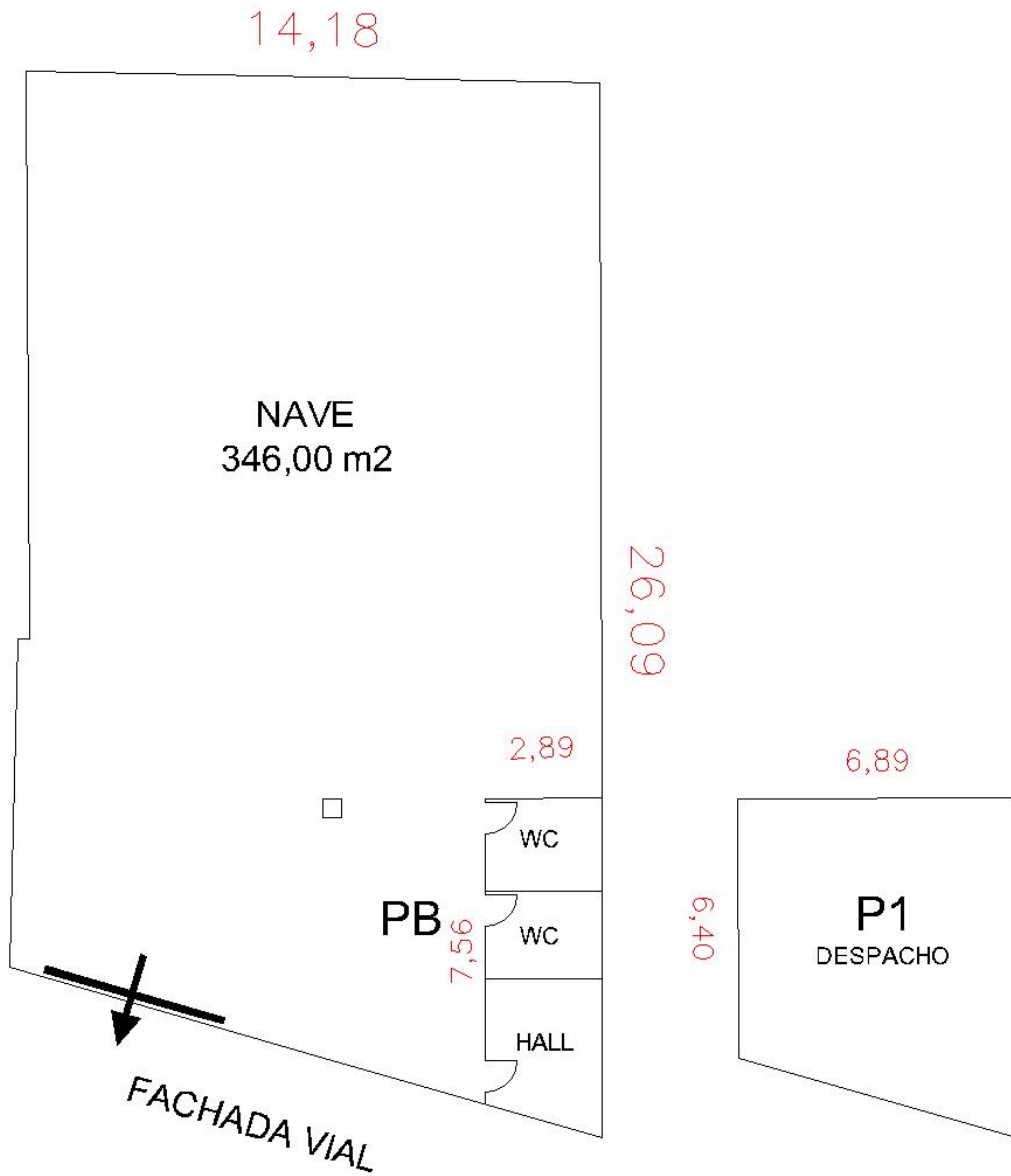 14,18
NAVE
346,00 m2
26,09
2,89
6,89
WC
PB
7,56
WC
6,40
P1
DESPACHO
HALL
FACHADA VIAL